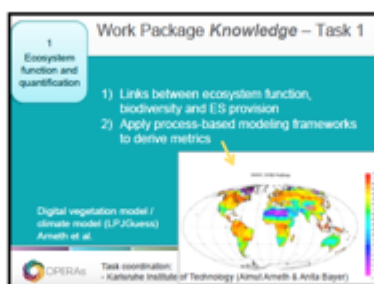 Work Package Knowledge – Task 1
1
Ecosystem
function and
quantification
1) Links between ecosystem function,
biodiversity and ES provision
2) Apply process-based modeling frameworks
to derive metrics
Digital vegetation model /
climate model (LPJGuess)
Arneth et al.
OPERAs
Task coordination:
- Karlsruhe Institute of Technology (Almut Arneth & Anita Bayer)